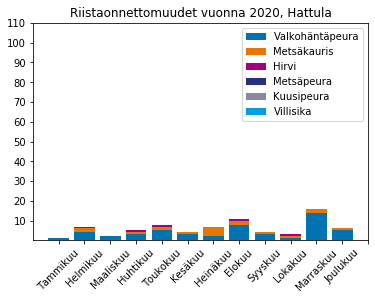 Riistaonnettomuudet vuonna 2020, Hattula
110
100
90
80
70
60
50
40
30
20
10
Valkohäntäpeura
Metsäkauris
Hirvi
Metsäpeura
Kuusipeura
Villisika
Tammikuu
Helmikuu
Maaliskuu
Huhtikuu
Toukokuu
Kesäkuu
Heinäkuu
Elokuu
Syyskuu
Lokakuu
Marraskuu
Joulukuu